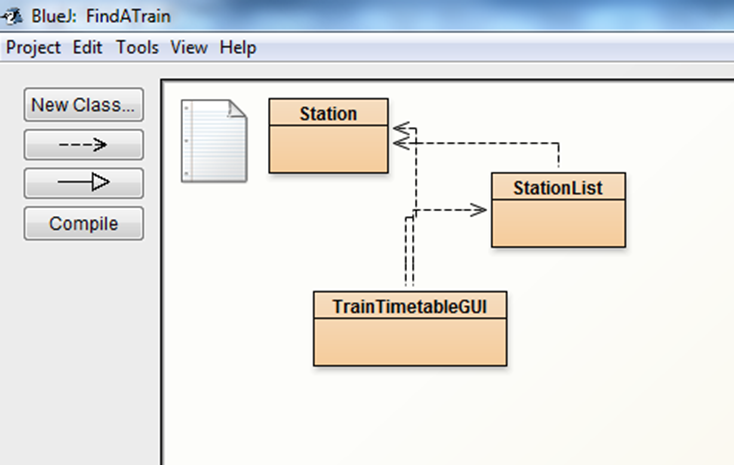 BlueJ: FindATrain
Project Edit Tools View Help
New Class...
Compile
Station
StationList
TrainTimetableGUI